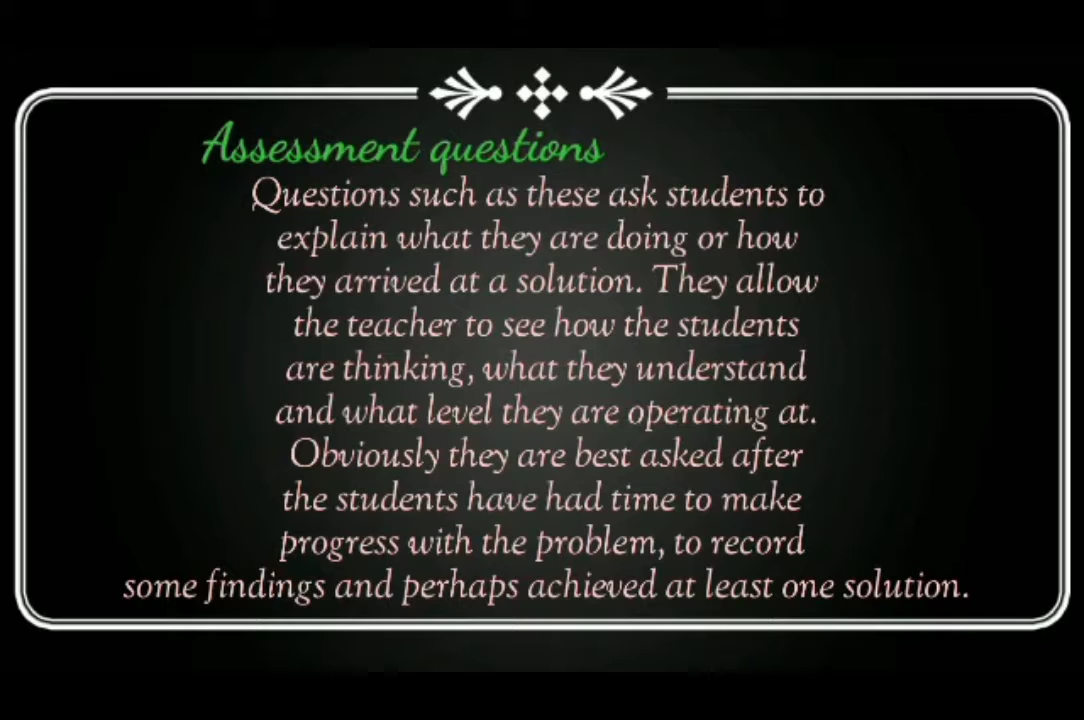 Assessment questions
Questions such as these ask students to
explain what they are doing or how
they arrived at a solution. They allow
the teacher to see how the students
are thinking, what they understand
and what level they are operating at.
Obviously they are best asked after
the students have had time to make
progress with the problem, to record
some findings and perhaps achieved at least one solution.